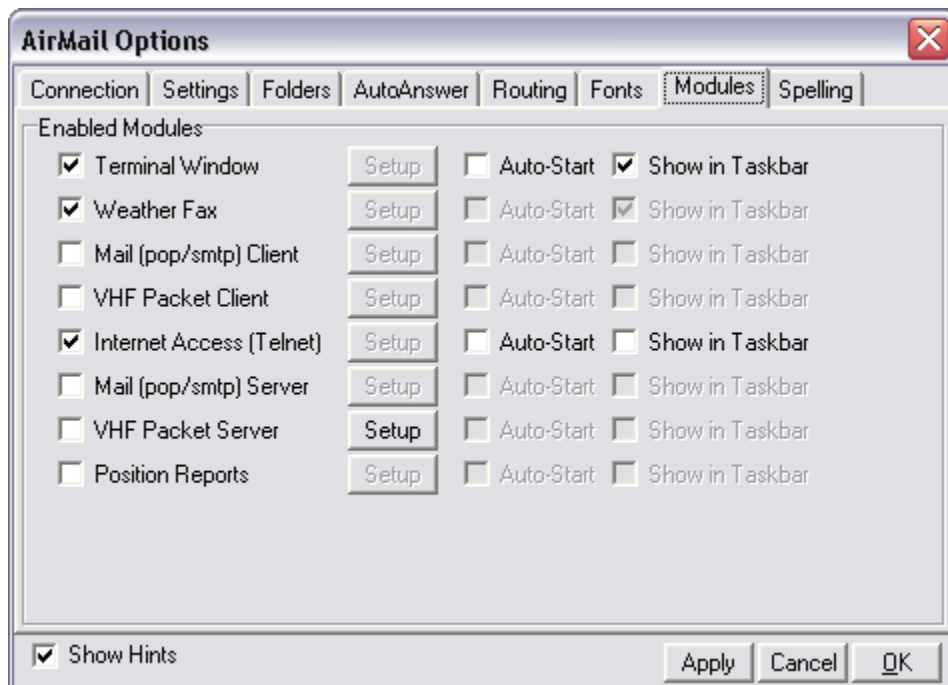 AirMail Options
Connection Settings Folders AutoAnswer Routing Fonts Modules Spelling
Enabled Modules
Terminal Window Setup Auto-Start Show in Taskbar
Weather Fax Setup Auto-Start Show in Taskbar
Mail (pop/smtp) Client Setup Auto-Start Show in Taskbar
VHF Packet Client Setup Auto-Start Show in Taskbar
Internet Access (Telnet) Setup Auto-Start Show in Taskbar
Mail (pop/smtp) Server Setup Auto-Start Show in Taskbar
VHF Packet Server Setup Auto-Start Show in Taskbar
Position Reports Setup Auto-Start Show in Taskbar
Show Hints Apply Cancel OK